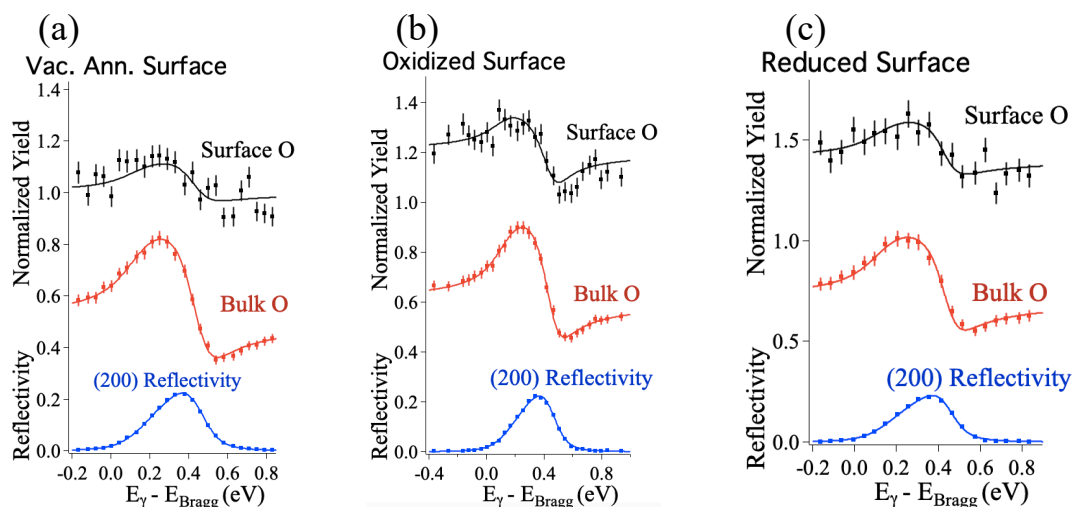 (a)
Vac. Ann. Surface
Normalized Yield
Reflectivity
1.4
1.2
1.0
0.8
0.6
0.4
0.2
0.0
Surface O
Bulk O
(200) Reflectivity
-0.2 0.0 0.2 0.4 0.6 0.8
Eγ - EBragg (eV)
(b)
Oxidized Surface
Normalized Yield
Reflectivity
1.4
1.2
1.0
0.8
0.6
0.4
0.2
0.0
Surface O
Bulk O
(200) Reflectivity
-0.4 0.0 0.4 0.8
Eγ - EBragg (eV)
(c)
Reduced Surface
Normalized Yield
Reflectivity
1.5
1.0
0.5
0.0
Surface O
Bulk O
(200) Reflectivity
-0.2 0.0 0.2 0.4 0.6 0.8
Eγ - EBragg (eV)